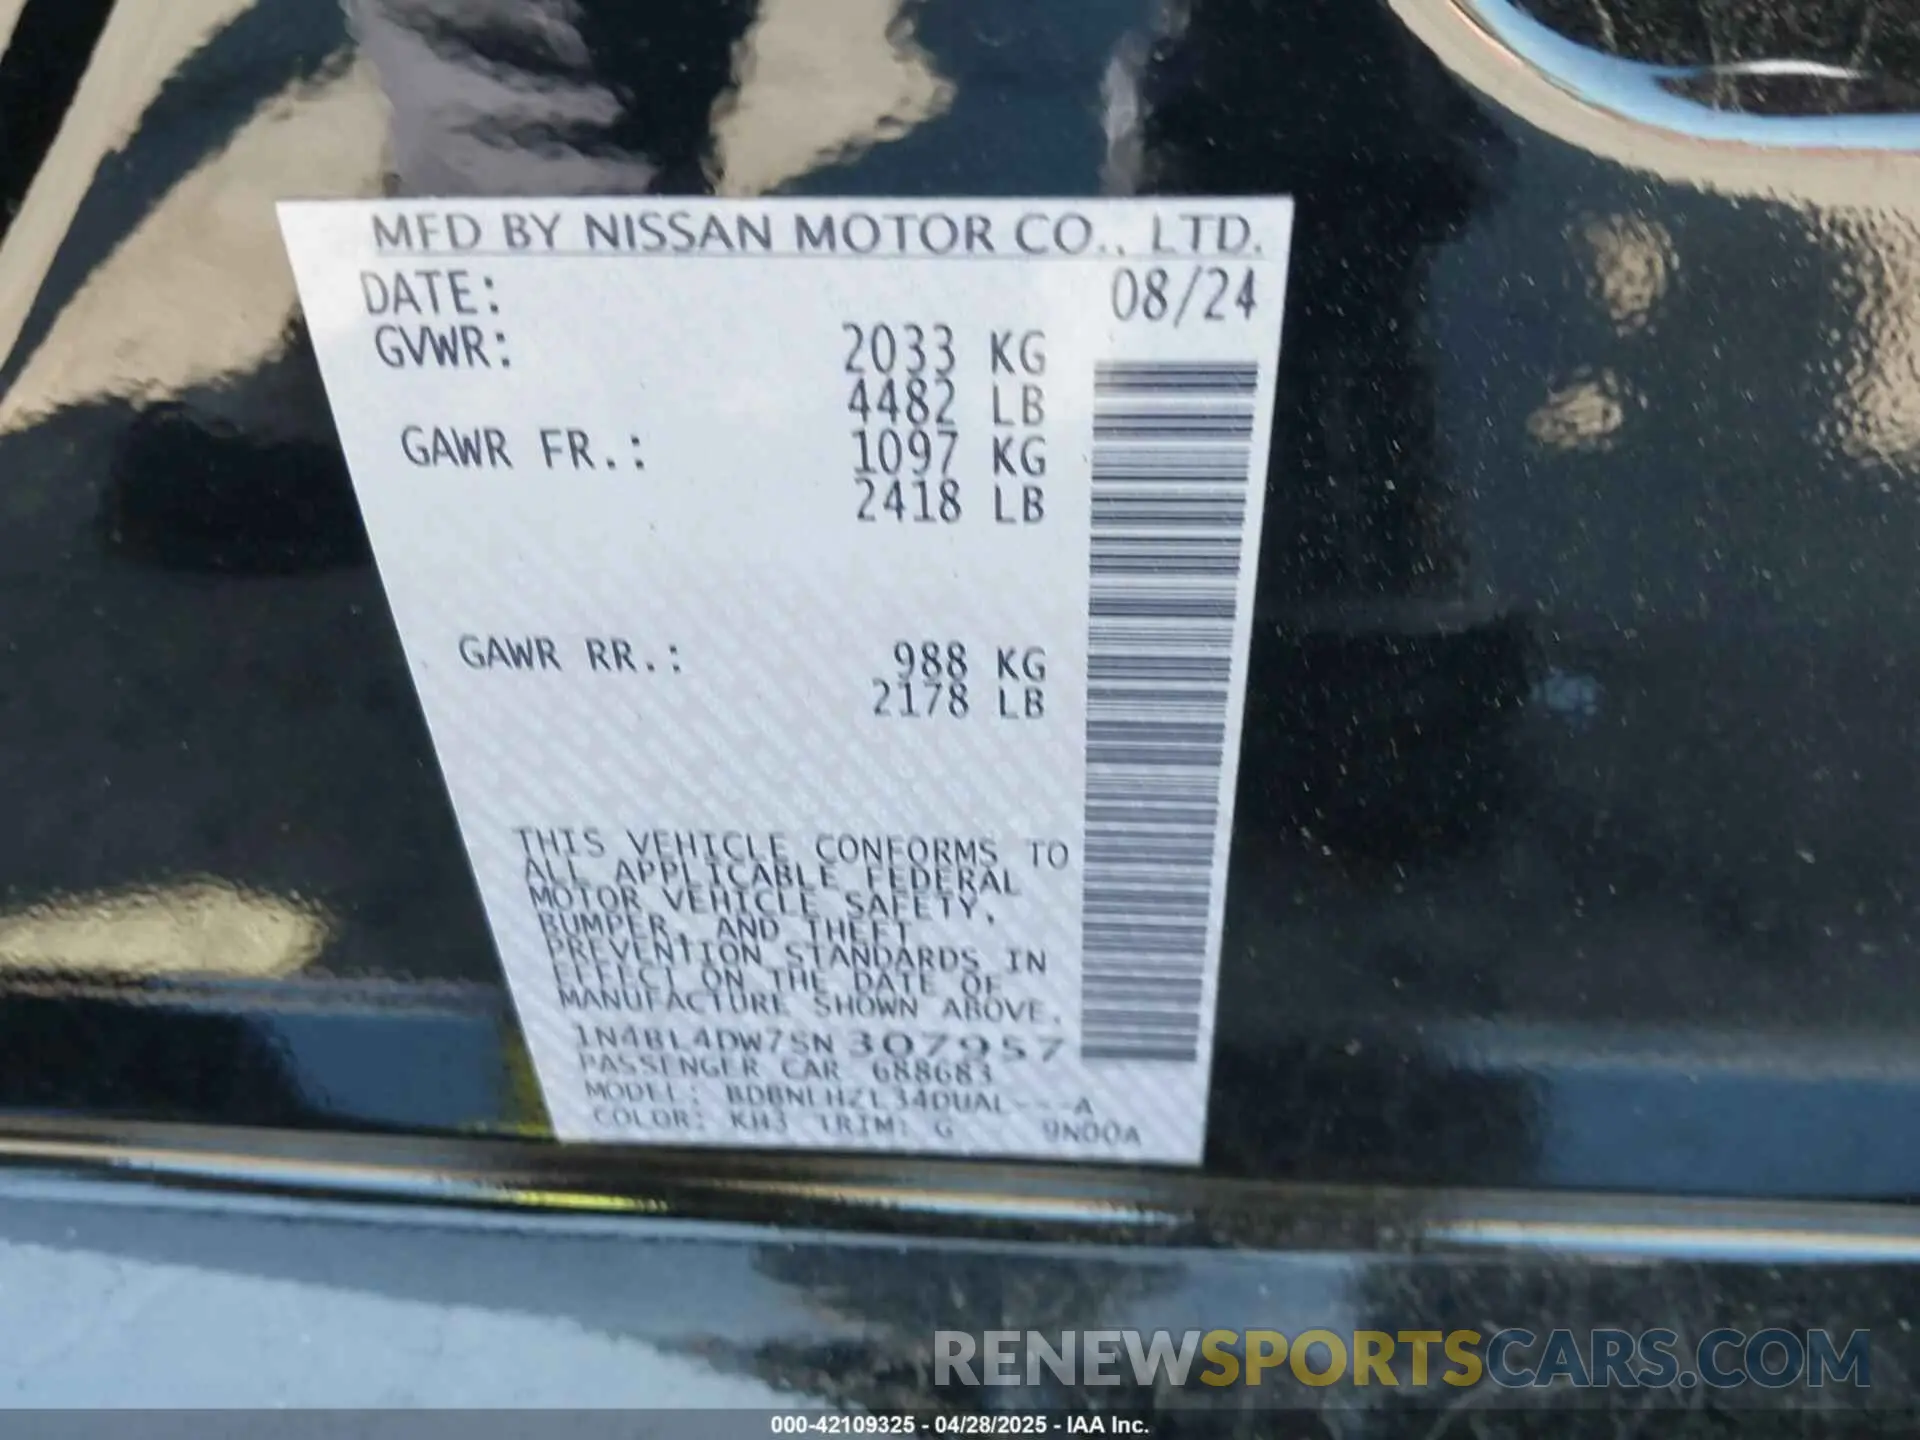 MFD BY NISSAN MOTOR CO., LTD.
DATE: 08/24
GVWR: 2033 KG
4482 LB
GAWR FR.: 1097 KG
2418 LB
GAWR RR.: 988 KG
2178 LB
THIS VEHICLE CONFORMS TO
ALL APPLICABLE FEDERAL
MOTOR VEHICLE SAFETY,
BUMPER, AND THEFT
PREVENTION STANDARDS IN
EFFECT ON THE DATE OF
MANUFACTURE SHOWN ABOVE.
1N4BL4DW7SN307957
PASSENGER CAR 688683
MODEL: BDBNLHZL34DUAL---A
COLOR: KH3 TRIM: G 9N00A
RENEWSPORTSCARS.COM
000-42109325 - 04/28/2025 - IAA Inc.